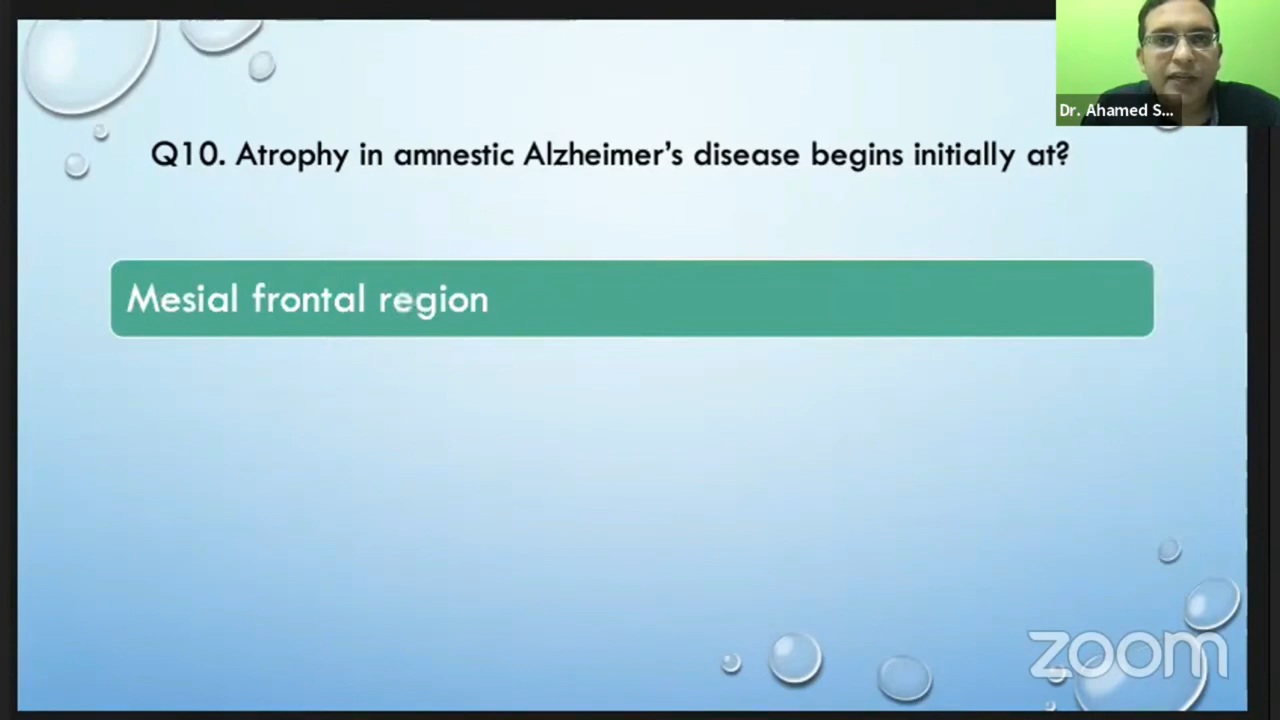 Dr. Ahamed S...
Q10. Atrophy in amnestic Alzheimer's disease begins initially at?
Mesial frontal region
zoom